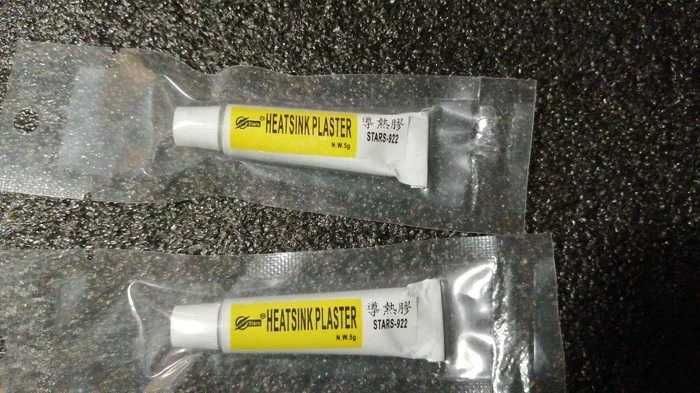 HEATSINK PLASTER
N.W.5g
導熱膠
STARS-922
HEATSINK PLASTER
N.W.5g
導熱膠
STARS-922